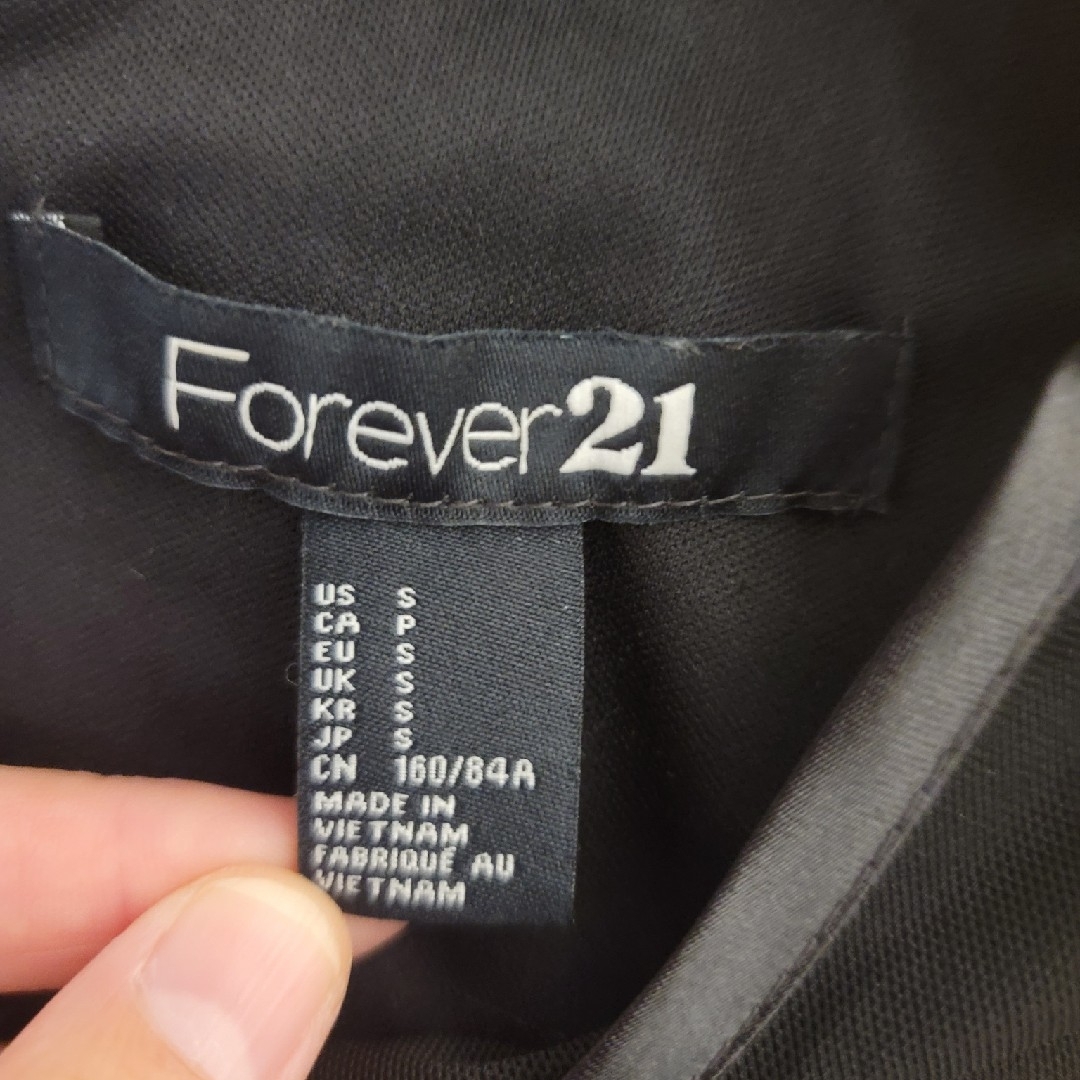 Forever21
US S
CA P
EU S
UK S
KR S
JP S
CN 160/84A
MADE IN
VIETNAM
FABRIQUÉ AU
VIETNAM